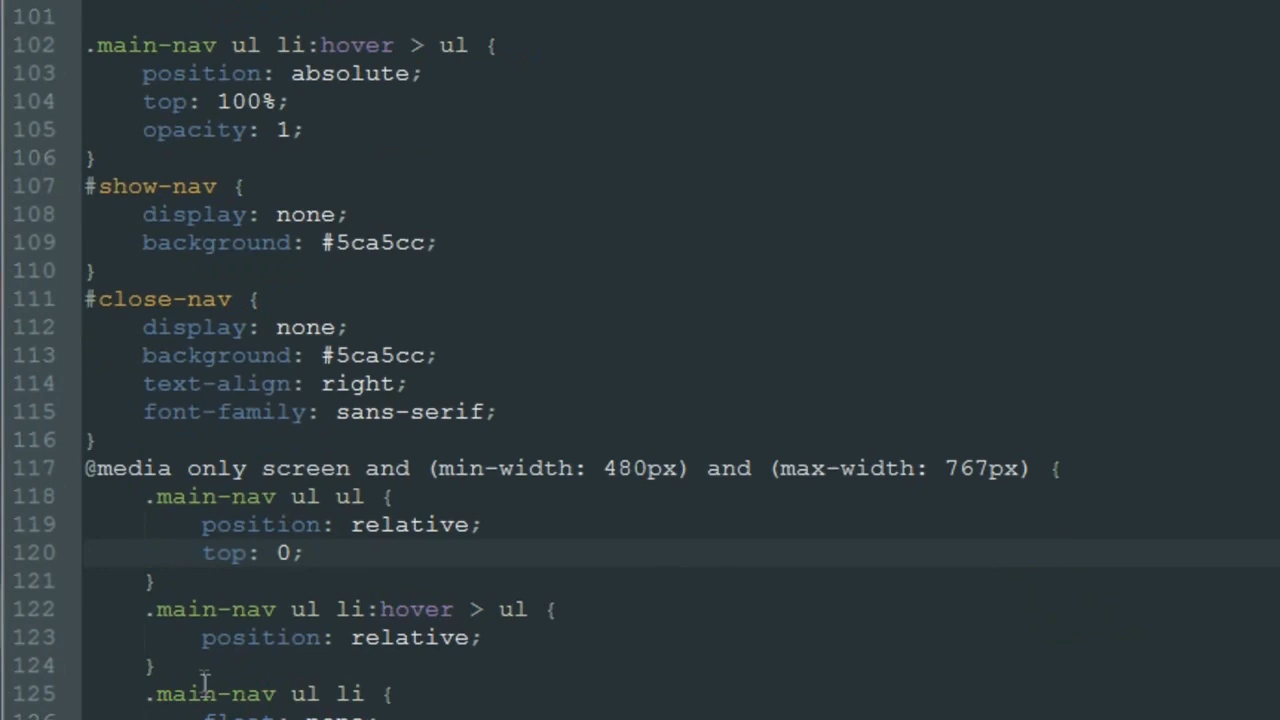 101
102 .main-nav ul li:hover > ul {
103 position: absolute;
104 top: 100%;
105 opacity: 1;
106 }
107 #show-nav {
108 display: none;
109 background: #5ca5cc;
110 }
111 #close-nav {
112 display: none;
113 background: #5ca5cc;
114 text-align: right;
115 font-family: sans-serif;
116 }
117 @media only screen and (min-width: 480px) and (max-width: 767px) {
118 .main-nav ul ul {
119 position: relative;
120 top: 0;
121 }
122 .main-nav ul li:hover > ul {
123 position: relative;
124 }
125 .main-nav ul li {
126 float: none;